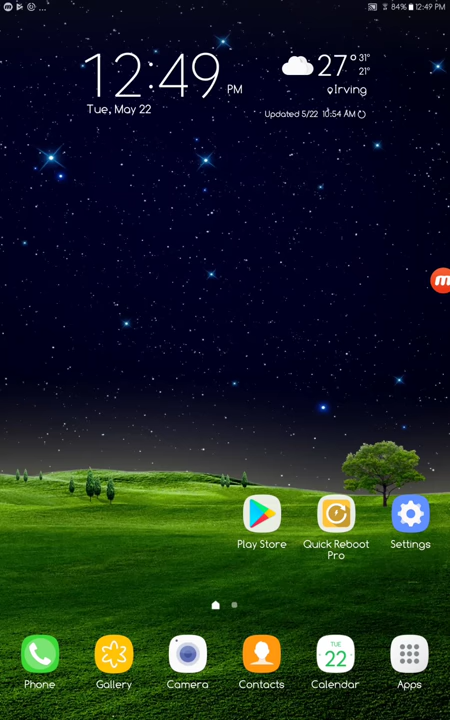 84% 12:49 PM
12:49 PM
Tue, May 22
27° 31°
21°
Irving
Updated 5/22 10:54 AM
m
Play Store
Quick Reboot
Pro
Settings
TUE
22
Phone
Gallery
Camera
Contacts
Calendar
Apps